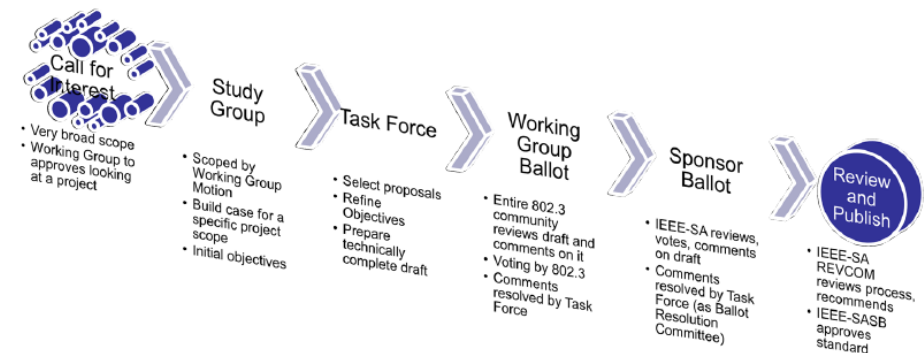 Call for
Interest
• Very broad scope
• Working Group to
approves looking
at a project
Study
Group
• Scoped by
Working Group
Motion
• Build case for a
specific project
scope
• Initial objectives
Task Force
• Select proposals
• Refine
Objectives
• Prepare
technically
complete draft
Working
Group
Ballot
• Entire 802.3
community
reviews draft and
comments on it
• Voting by 802.3
• Comments
resolved by Task
Force
Sponsor
Ballot
• IEEE-SA reviews,
votes, comments
on draft
• Comments
resolved by Task
Force (as Ballot
Resolution
Committee)
Review
and
Publish
• IEEE-SA
REVCOM
reviews process,
recommends
• IEEE-SASB
approves
standard